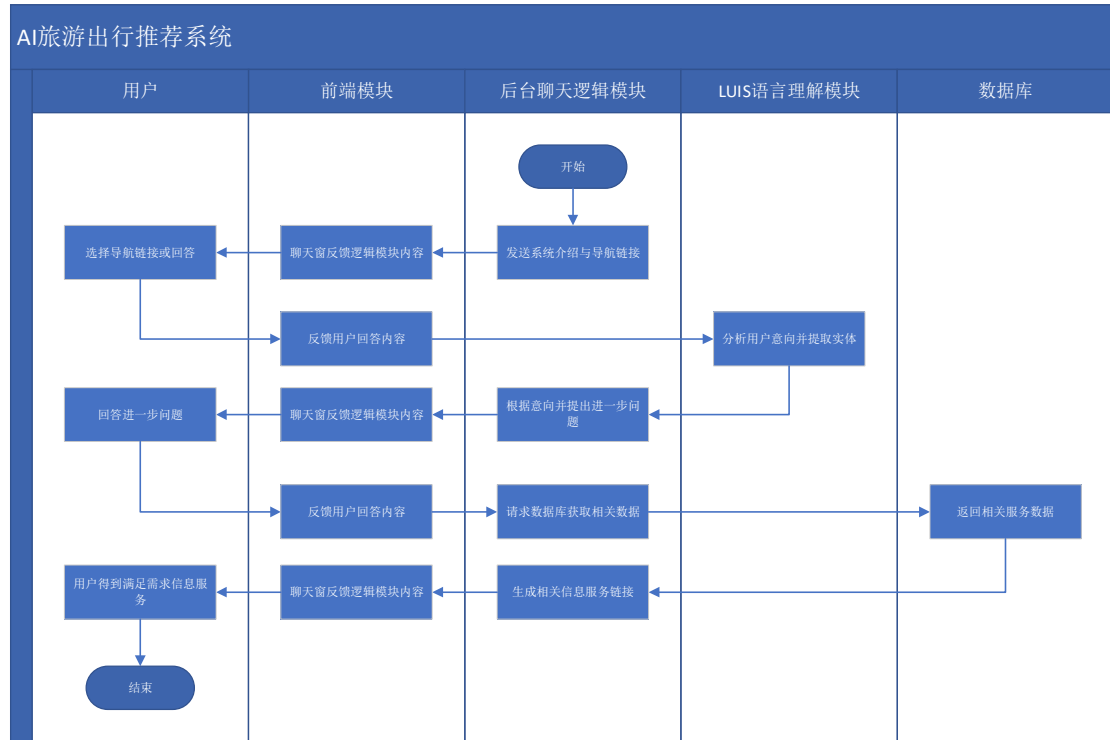 AI旅游出行推荐系统
用户
前端模块
后台聊天逻辑模块
LUIS语言理解模块
数据库
开始
选择导航链接或回答
聊天窗反馈逻辑模块内容
发送系统介绍与导航链接
反馈用户回答内容
分析用户意向并提取实体
回答进一步问题
聊天窗反馈逻辑模块内容
根据意向并提出进一步问
题
反馈用户回答内容
请求数据库获取相关数据
返回相关服务数据
用户得到满足需求信息服
务
聊天窗反馈逻辑模块内容
生成相关信息服务链接
结束